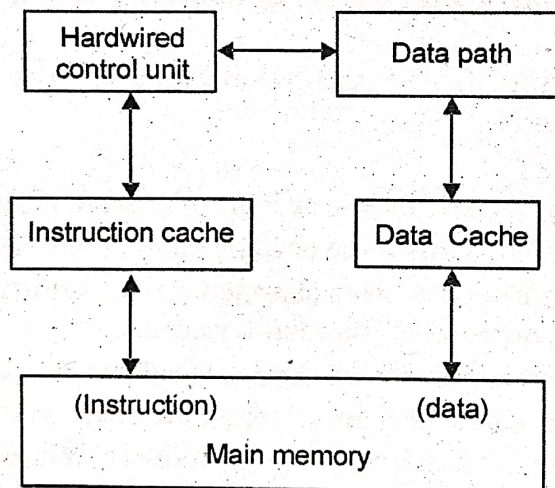 Hardwired
control unit
Data path
Instruction cache
Data Cache
(Instruction)
(data)
Main memory